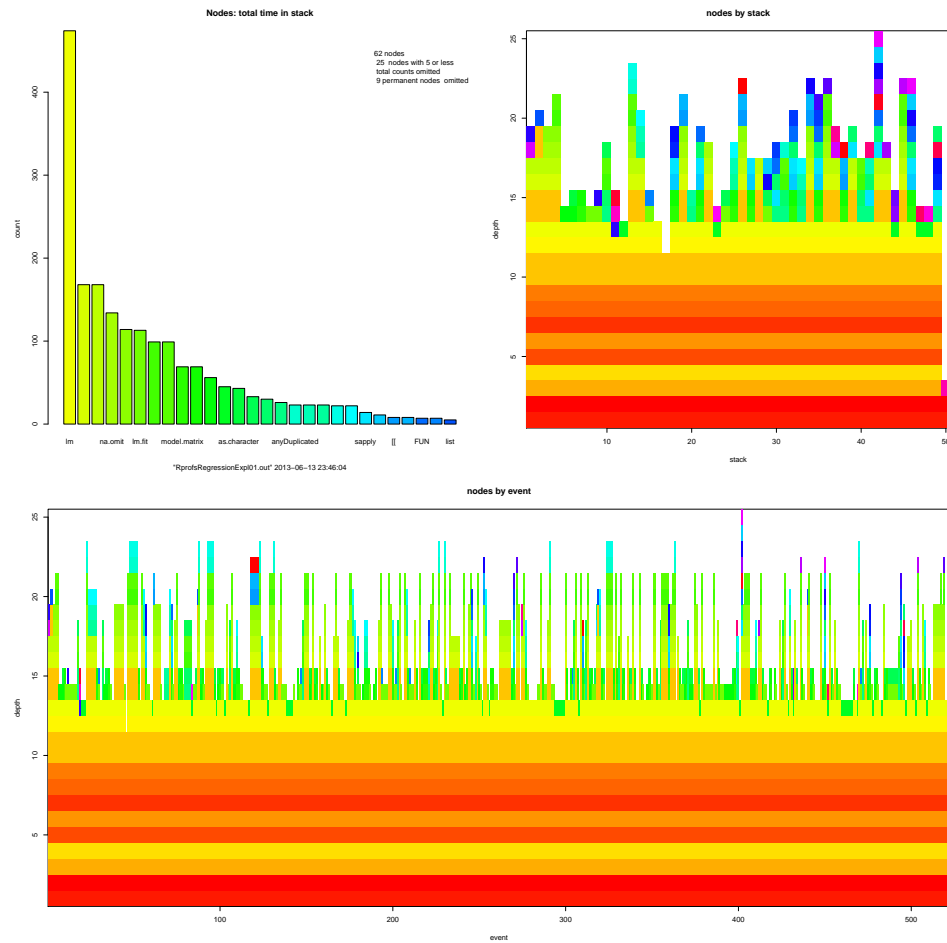 Nodes: total time in stack
62 nodes
25 nodes with 5 or less
total counts omitted
9 permanent nodes omitted
count
0
100
200
300
400
lm
na.omit
lm.fit
model.matrix
as.character
anyDuplicated
sapply
[[
FUN
list
"RprofsRegressionExpl01.out" 2013−06−13 23:46:04
nodes by stack
depth
5
10
15
20
25
10
20
30
40
50
stack
nodes by event
depth
5
10
15
20
25
100
200
300
400
500
event